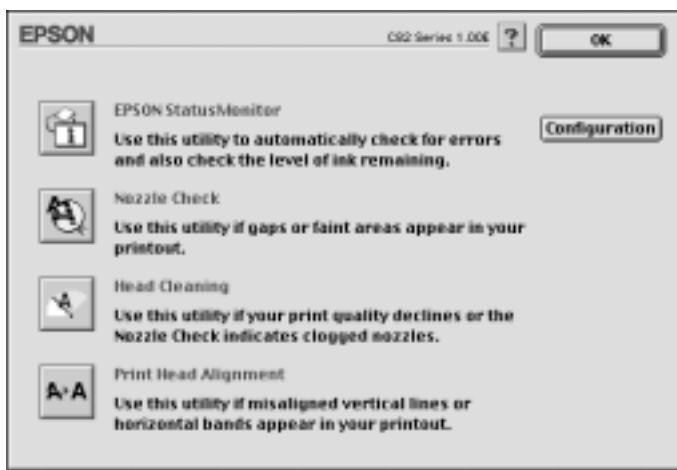 EPSON
C82 Series 1.00E
?
OK
EPSON StatusMonitor
Use this utility to automatically check for errors
and also check the level of ink remaining.
Configuration
Nozzle Check
Use this utility if gaps or faint areas appear in your
printout.
Head Cleaning
Use this utility if your print quality declines or the
Nozzle Check indicates clogged nozzles.
A›A
Print Head Alignment
Use this utility if misaligned vertical lines or
horizontal bands appear in your printout.